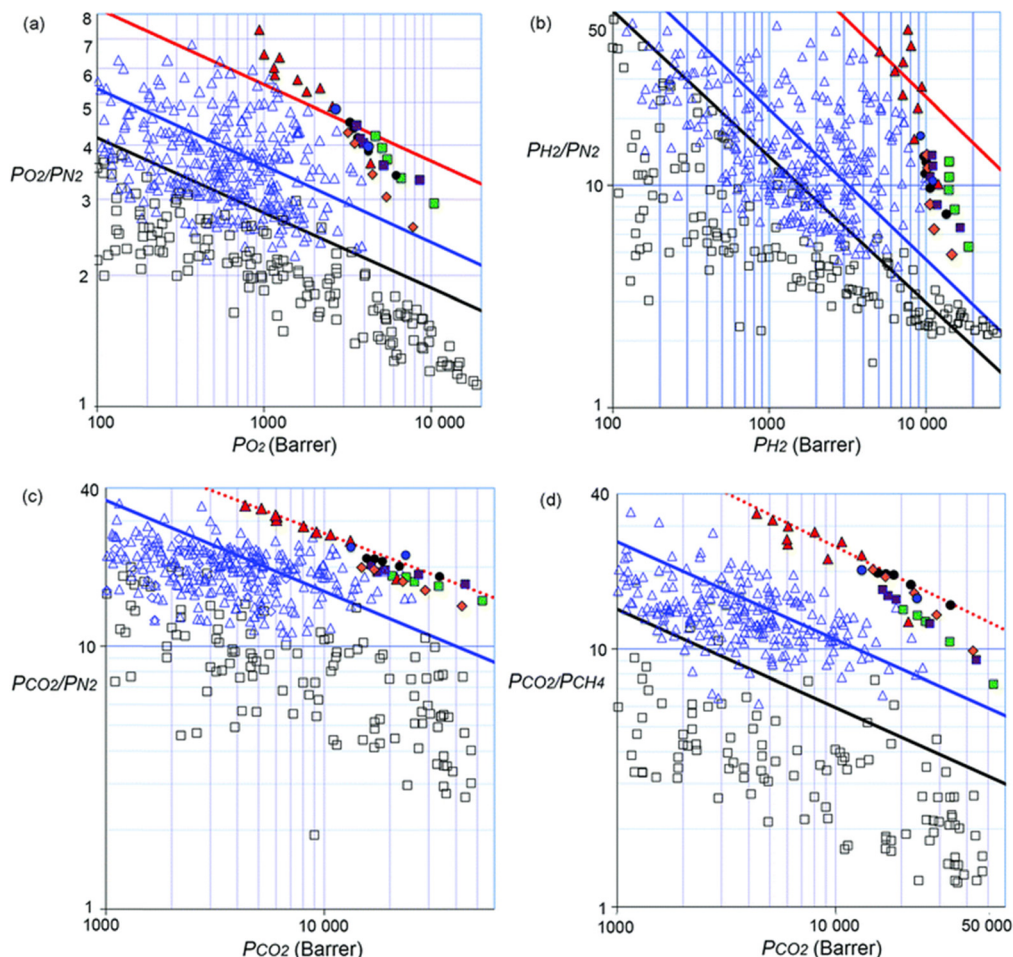 (a)
8
7
6
5
4
3
2
1
PO2/PN2
100
1000
10 000
PO2 (Barrer)
(b)
50
10
1
PH2/PN2
100
1000
10 000
PH2 (Barrer)
(c)
40
10
1
PCO2/PN2
1000
10 000
PCO2 (Barrer)
(d)
40
10
1
PCO2/PCH4
1000
10 000
50 000
PCO2 (Barrer)